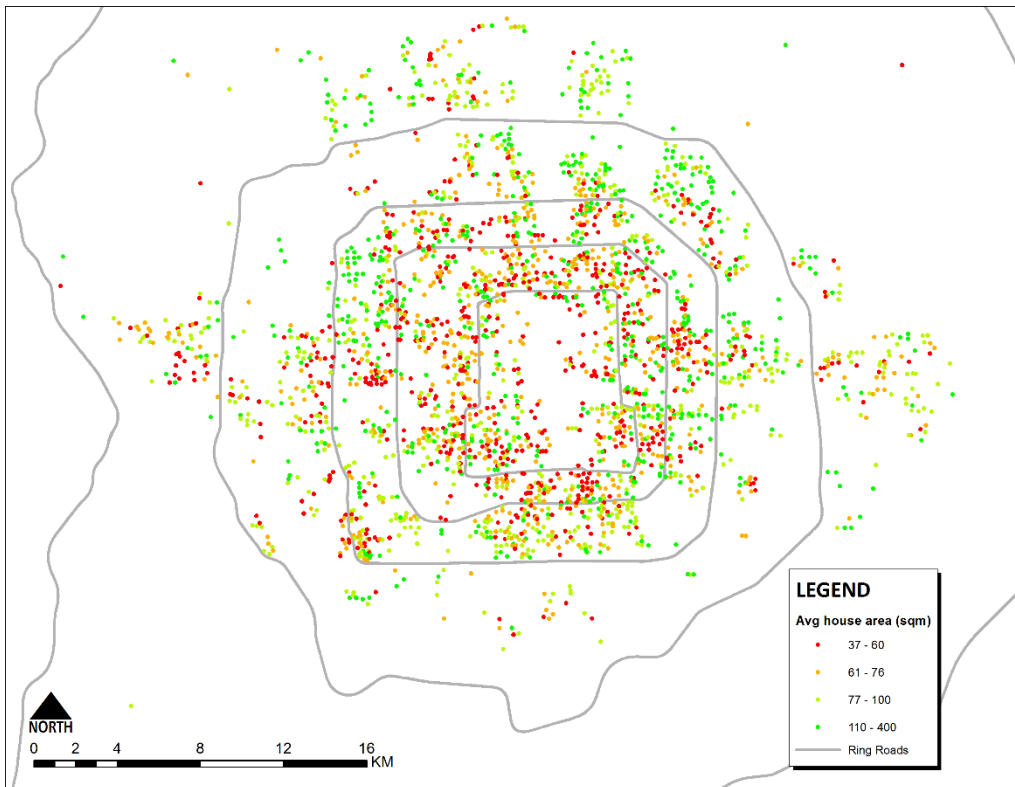 LEGEND
Avg house area (sqm)
37 - 60
61 - 76
77 - 100
110 - 400
Ring Roads
NORTH
0 2 4 8 12 16
KM